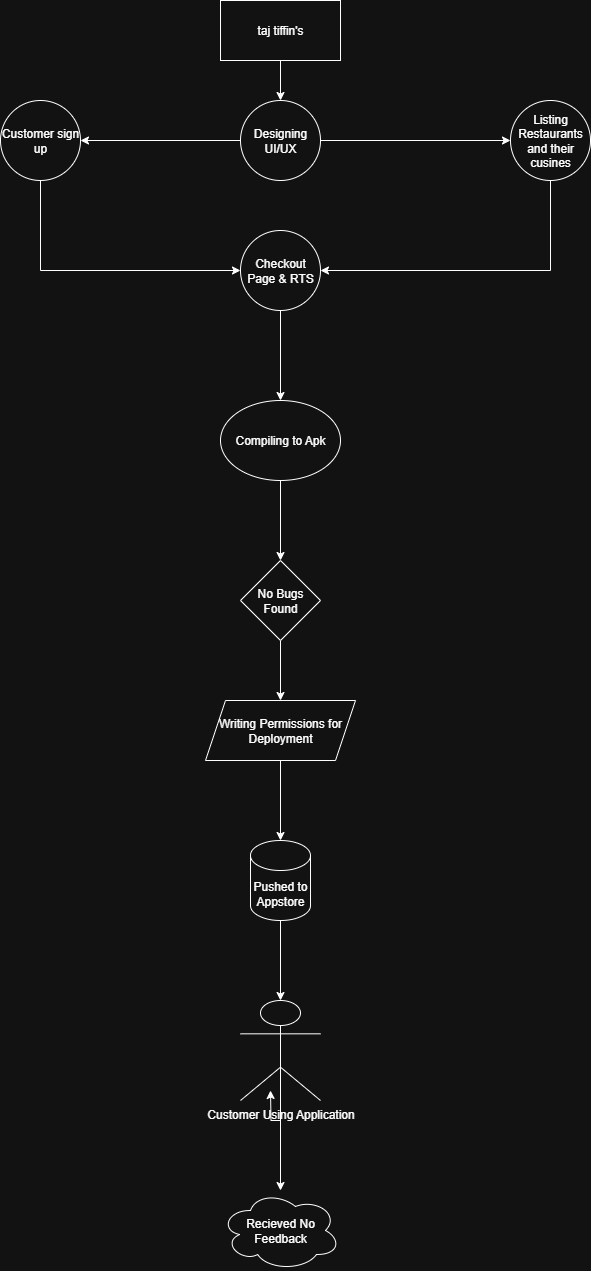 taj tiffin's
Customer sign
up
Designing
UI/UX
Listing
Restaurants
and their
cusines
Checkout
Page & RTS
Compiling to Apk
No Bugs
Found
Writing Permissions for
Deployment
Pushed to
Appstore
Customer Using Application
Recieved No
Feedback